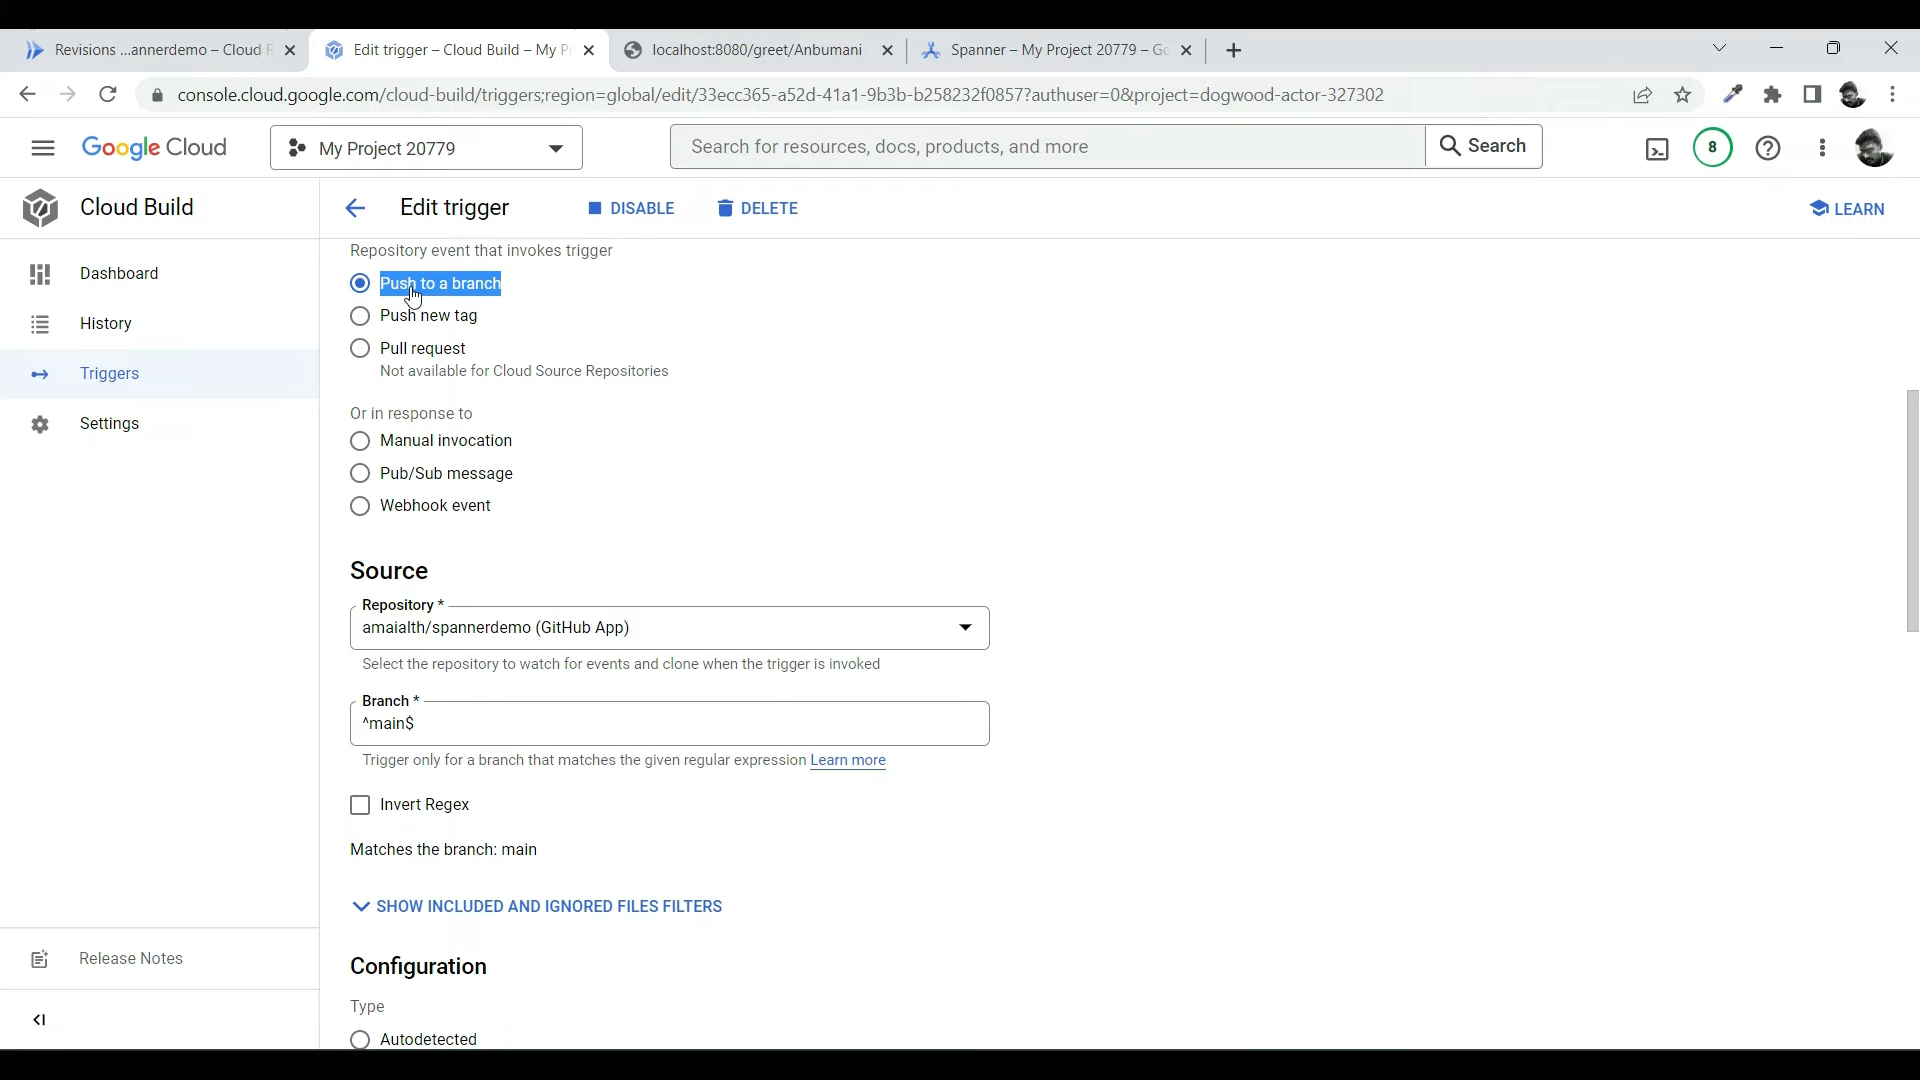 Revisions ...annerdemo – Cloud R
Edit trigger – Cloud Build – My P
localhost:8080/greet/Anbumani
Spanner – My Project 20779 – Go
console.cloud.google.com/cloud-build/triggers;region=global/edit/33ecc365-a52d-41a1-9b3b-b258232f0857?authuser=0&project=dogwood-actor-327302
Google Cloud
My Project 20779
Search for resources, docs, products, and more
Search
8
Cloud Build
Edit trigger
DISABLE
DELETE
LEARN
Dashboard
History
Triggers
Settings
Release Notes
Repository event that invokes trigger
Push to a branch
Push new tag
Pull request
Not available for Cloud Source Repositories
Or in response to
Manual invocation
Pub/Sub message
Webhook event
Source
Repository *
amaialth/spannerdemo (GitHub App)
Select the repository to watch for events and clone when the trigger is invoked
Branch *
^main$
Trigger only for a branch that matches the given regular expression Learn more
Invert Regex
Matches the branch: main
SHOW INCLUDED AND IGNORED FILES FILTERS
Configuration
Type
Autodetected